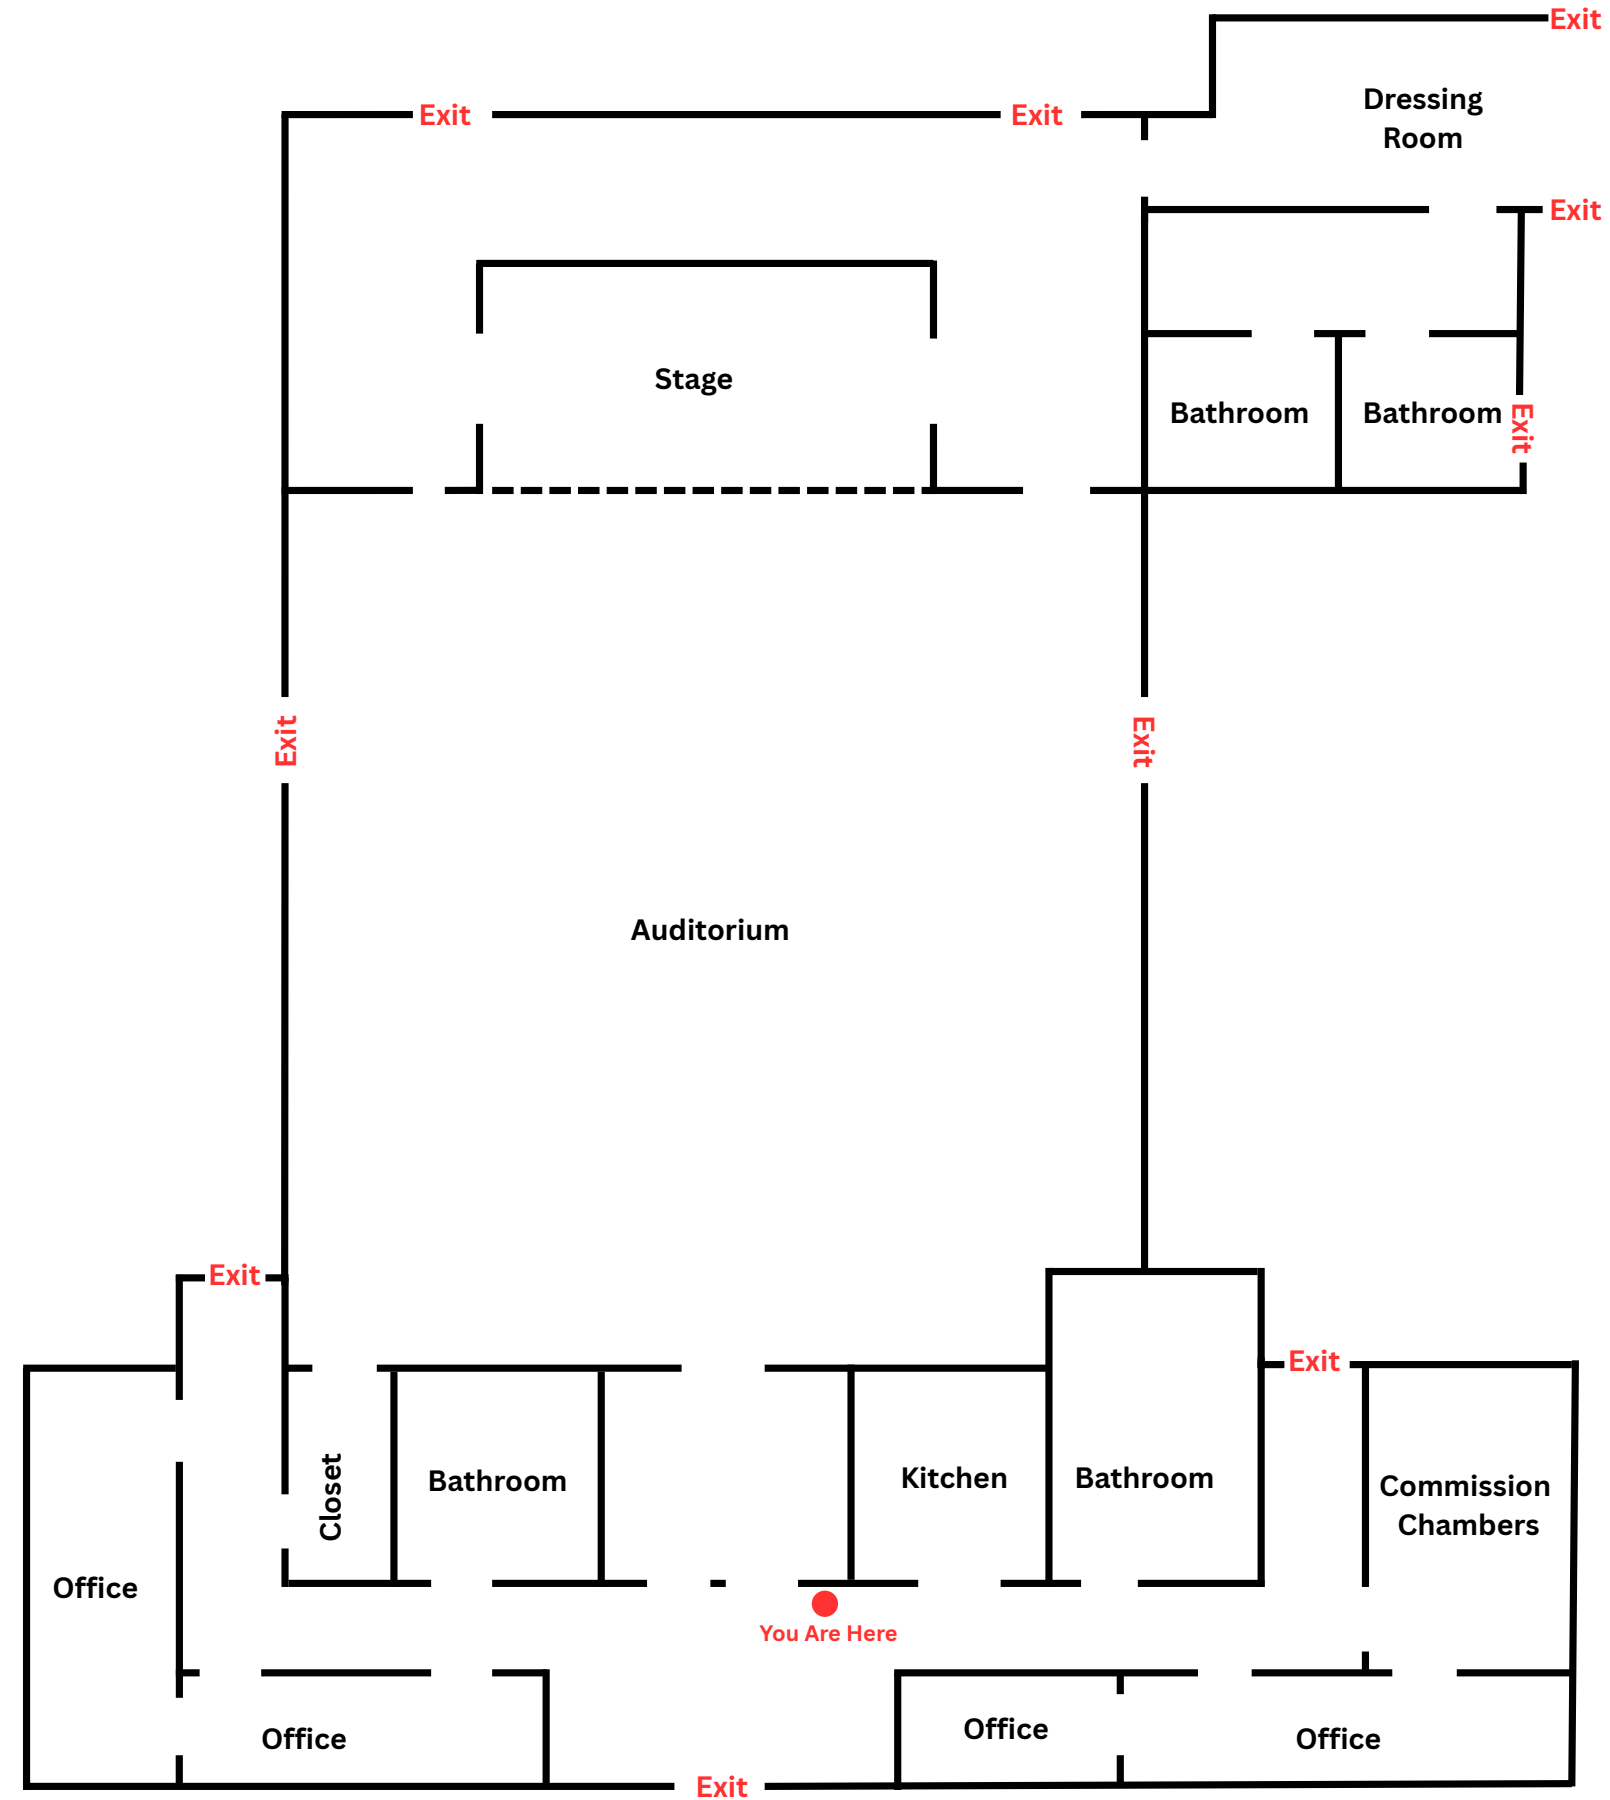 Exit
Dressing
Room
Exit
Exit
Exit
Stage
Bathroom
Bathroom
Exit
Exit
Exit
Auditorium
Exit
Exit
Closet
Bathroom
Kitchen
Bathroom
Commission
Chambers
Office
You Are Here
Office
Office
Office
Exit